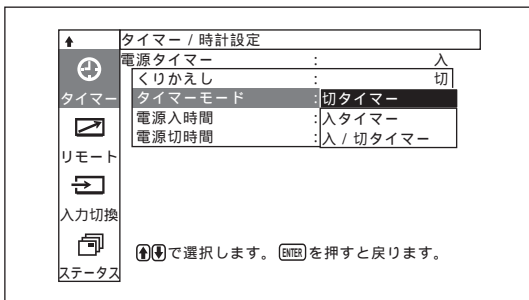 タイマー / 時計設定
電源タイマー : 入
くりかえし : 切
タイマー
タイマーモード : 切タイマー
電源入時間 : 入タイマー
電源切時間 : 入 / 切タイマー
リモート
入力切換
で選択します。 ENTER を押すと戻ります。
ステータス